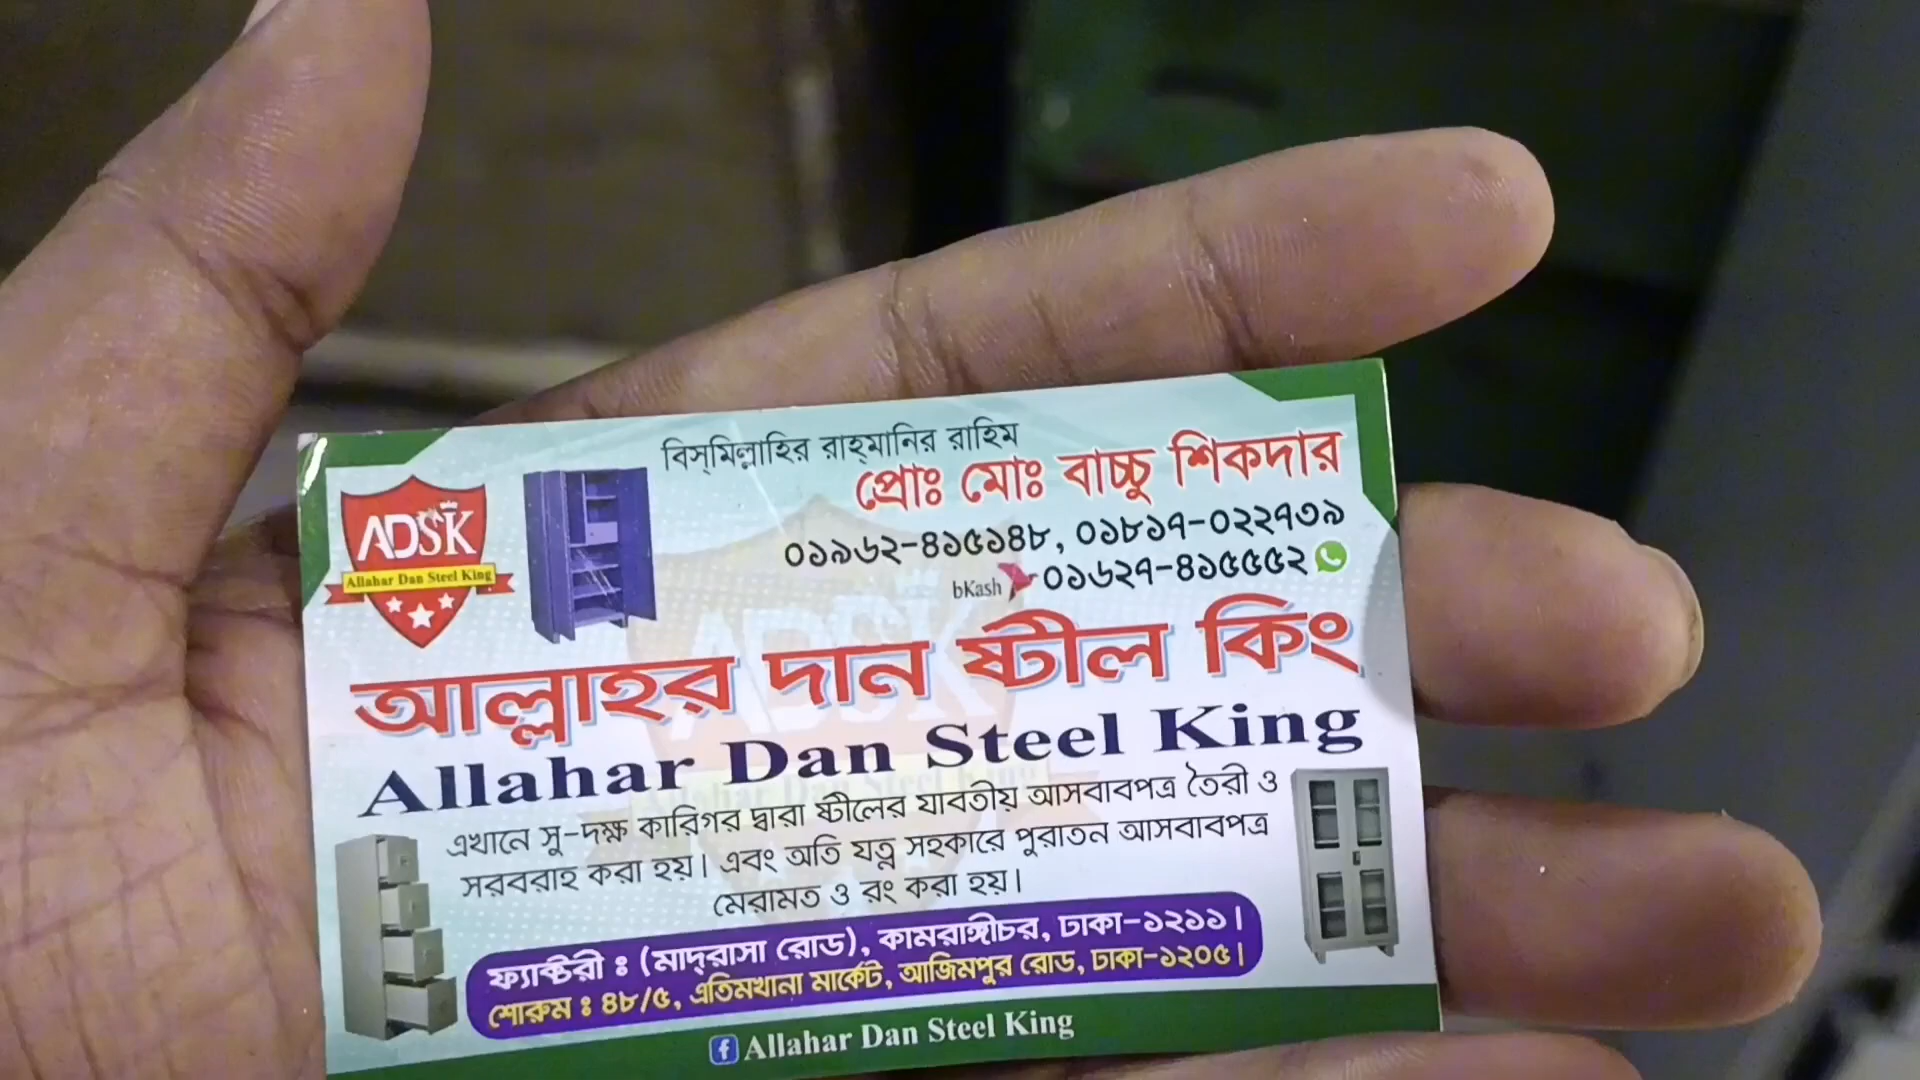 বিস্‌মিল্লাহির রাহ্‌মানির রাহিম
প্রোঃ মোঃ বাচ্চু শিকদার
০১৯৬২-৪১৫১৪৮, ০১৮১৭-০২২৭৩৯
bKash ০১৬২৭-৪১৫৫৫২
ADSK
Allahar Dan Steel King
আল্লাহর দান ষ্টীল কিং
Allahar Dan Steel King
এখানে সু-দক্ষ কারিগর দ্বারা ষ্টীলের যাবতীয় আসবাবপত্র তৈরী ও
সরবরাহ করা হয়। এবং অতি যত্ন সহকারে পুরাতন আসবাবপত্র
মেরামত ও রং করা হয়।
ফ্যাক্টরী ঃ (মাদ্‌রাসা রোড), কামরাঙ্গীচর, ঢাকা-১২১১।
শোরুম ঃ ৪৮/৫, এতিমখানা মার্কেট, আজিমপুর রোড, ঢাকা-১২০৫।
Allahar Dan Steel King